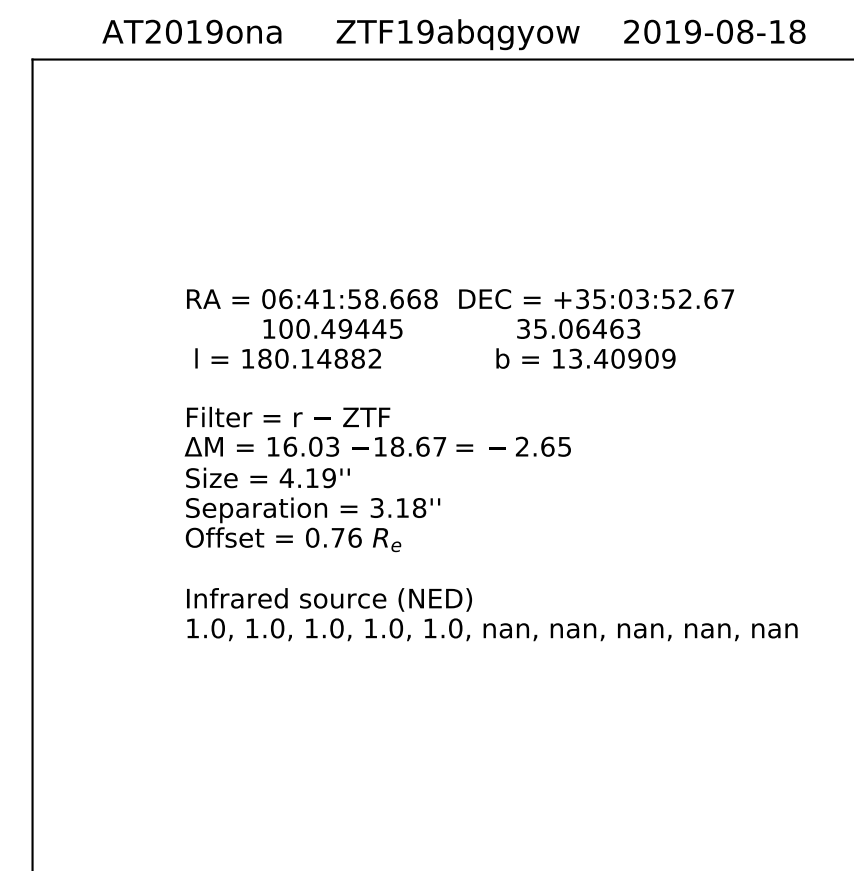 AT2019ona ZTF19abqgyow 2019-08-18
RA = 06:41:58.668 DEC = +35:03:52.67
100.49445 35.06463
l = 180.14882 b = 13.40909
Filter = r − ZTF
ΔM = 16.03 −18.67 = − 2.65
Size = 4.19''
Separation = 3.18''
Offset = 0.76 Re
Infrared source (NED)
1.0, 1.0, 1.0, 1.0, 1.0, nan, nan, nan, nan, nan